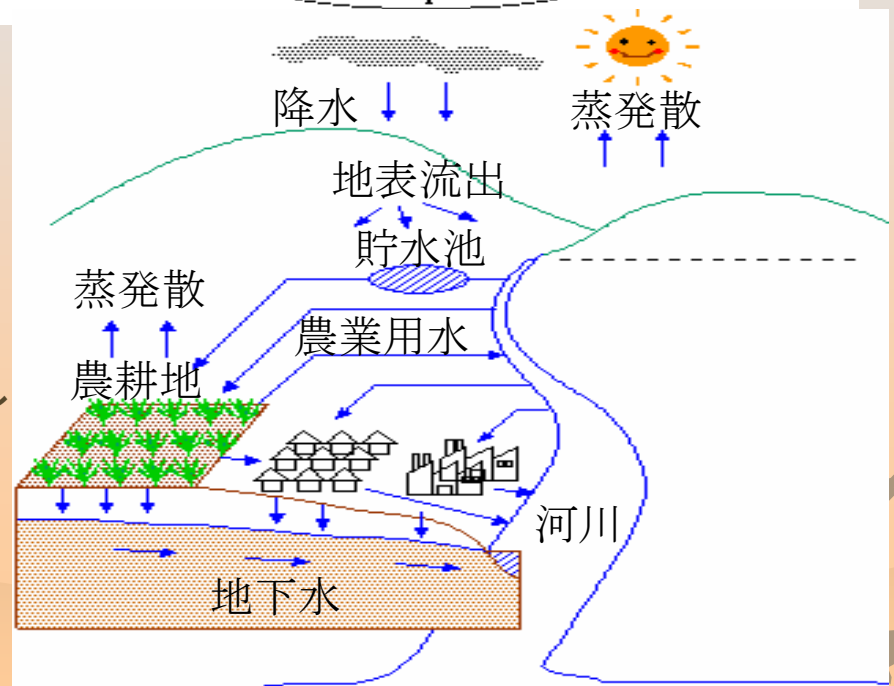 降水
蒸発散
地表流出
貯水池
蒸発散
農業用水
農耕地
河川
地下水